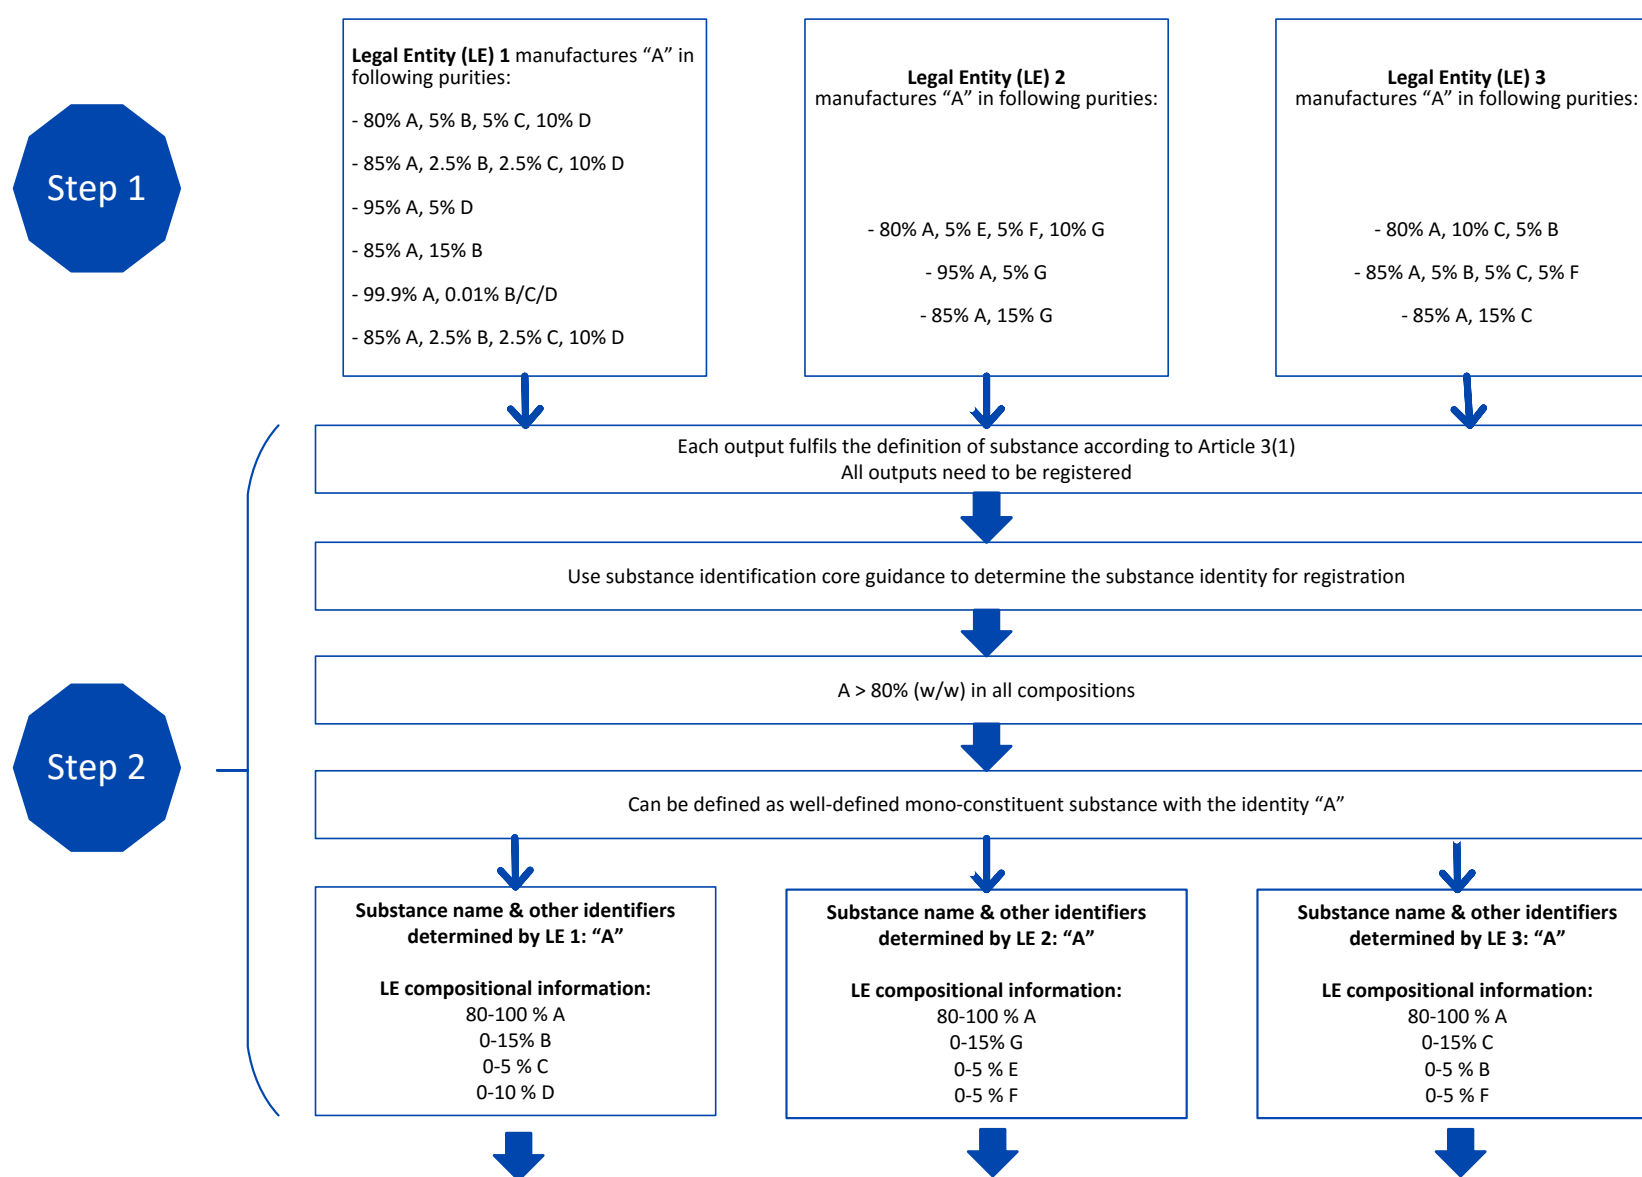 Step 1
Legal Entity (LE) 1 manufactures “A” in
following purities:
- 80% A, 5% B, 5% C, 10% D
- 85% A, 2.5% B, 2.5% C, 10% D
- 95% A, 5% D
- 85% A, 15% B
- 99.9% A, 0.01% B/C/D
- 85% A, 2.5% B, 2.5% C, 10% D
Legal Entity (LE) 2
manufactures “A” in following purities:
- 80% A, 5% E, 5% F, 10% G
- 95% A, 5% G
- 85% A, 15% G
Legal Entity (LE) 3
manufactures “A” in following purities:
- 80% A, 10% C, 5% B
- 85% A, 5% B, 5% C, 5% F
- 85% A, 15% C
Step 2
Each output fulfils the definition of substance according to Article 3(1)
All outputs need to be registered
Use substance identification core guidance to determine the substance identity for registration
A > 80% (w/w) in all compositions
Can be defined as well-defined mono-constituent substance with the identity “A”
Substance name & other identifiers
determined by LE 1: “A”
LE compositional information:
80-100 % A
0-15% B
0-5 % C
0-10 % D
Substance name & other identifiers
determined by LE 2: “A”
LE compositional information:
80-100 % A
0-15% G
0-5 % E
0-5 % F
Substance name & other identifiers
determined by LE 3: “A”
LE compositional information:
80-100 % A
0-15% C
0-5 % B
0-5 % F